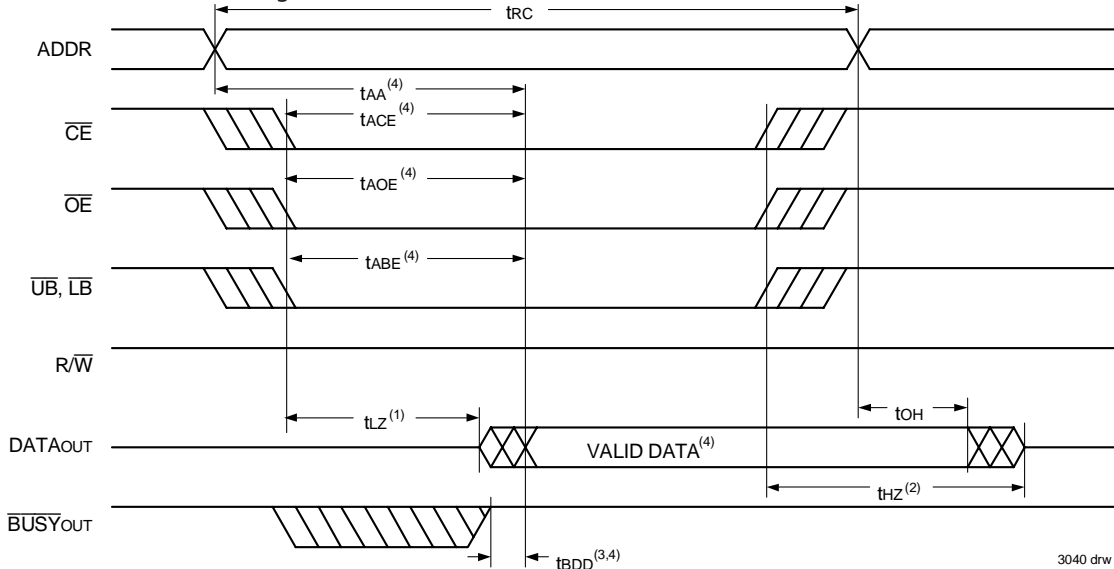 tRC
ADDR
tAA(4)
tACE(4)
CE
tAOE(4)
OE
tABE(4)
UB, LB
R/W
tOH
tLZ(1)
DATAOUT
VALID DATA(4)
tHZ(2)
BUSYOUT
tBDD(3,4)
3040 drw